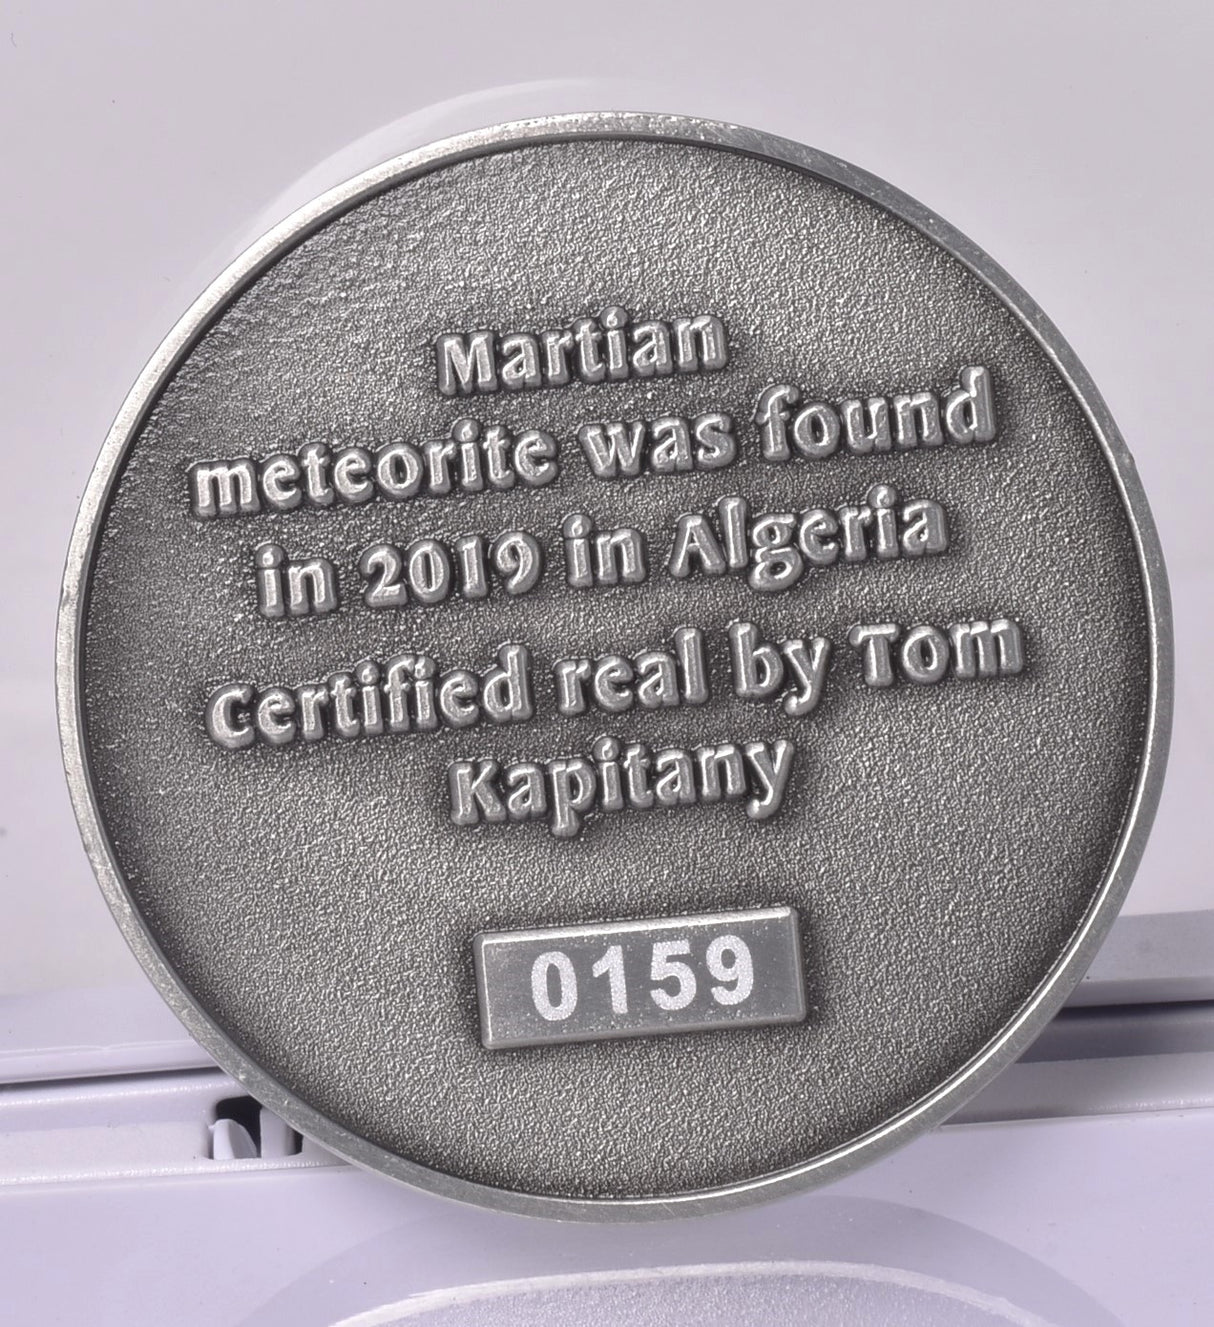 Martian
meteorite was found
in 2019 in Algeria
Certified real by Tom
Kapitany
0159